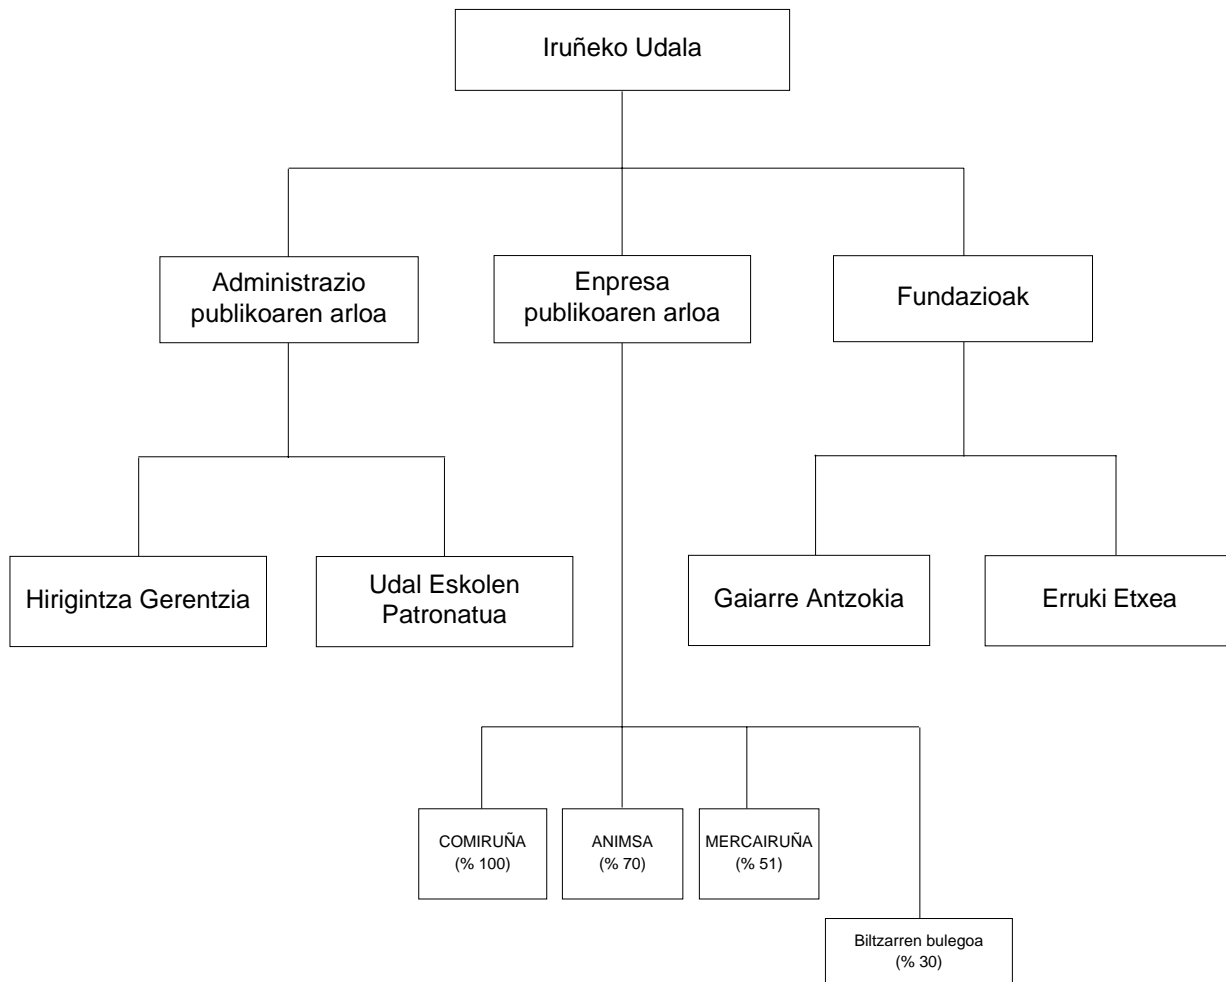 Iruñeko Udala
Administrazio
publikoaren arloa
Enpresa
publikoaren arloa
Fundazioak
Hirigintza Gerentzia
Udal Eskolen
Patronatua
Gaiarre Antzokia
Erruki Etxea
COMIRUÑA
(% 100)
ANIMSA
(% 70)
MERCAIRUÑA
(% 51)
Biltzarren bulegoa
(% 30)